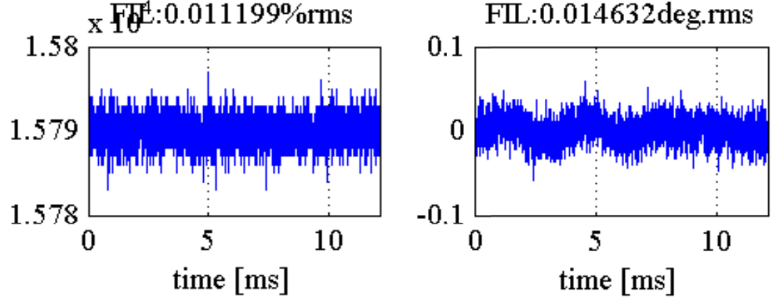 x 10⁴ FIL:0.011199%rms
1.58
1.579
1.578
0 5 10
time [ms]
FIL:0.014632deg.rms
0.1
0
-0.1
0 5 10
time [ms]